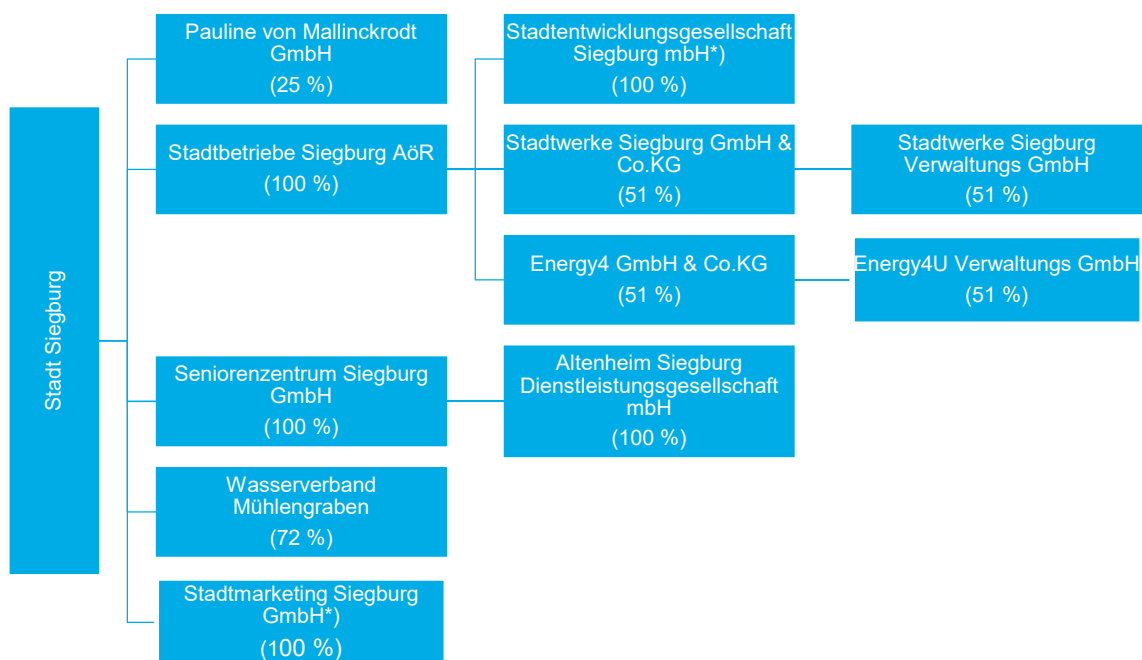 Stadt Siegburg
Pauline von Mallinckrodt
GmbH
(25 %)
Stadtbetriebe Siegburg AöR
(100 %)
Stadtentwicklungsgesellschaft
Siegburg mbH*)
(100 %)
Stadtwerke Siegburg GmbH &
Co.KG
(51 %)
Stadtwerke Siegburg
Verwaltungs GmbH
(51 %)
Energy4 GmbH & Co.KG
(51 %)
Energy4U Verwaltungs GmbH
(51 %)
Seniorenzentrum Siegburg
GmbH
(100 %)
Altenheim Siegburg
Dienstleistungsgesellschaft
mbH
(100 %)
Wasserverband
Mühlengraben
(72 %)
Stadtmarketing Siegburg
GmbH*)
(100 %)